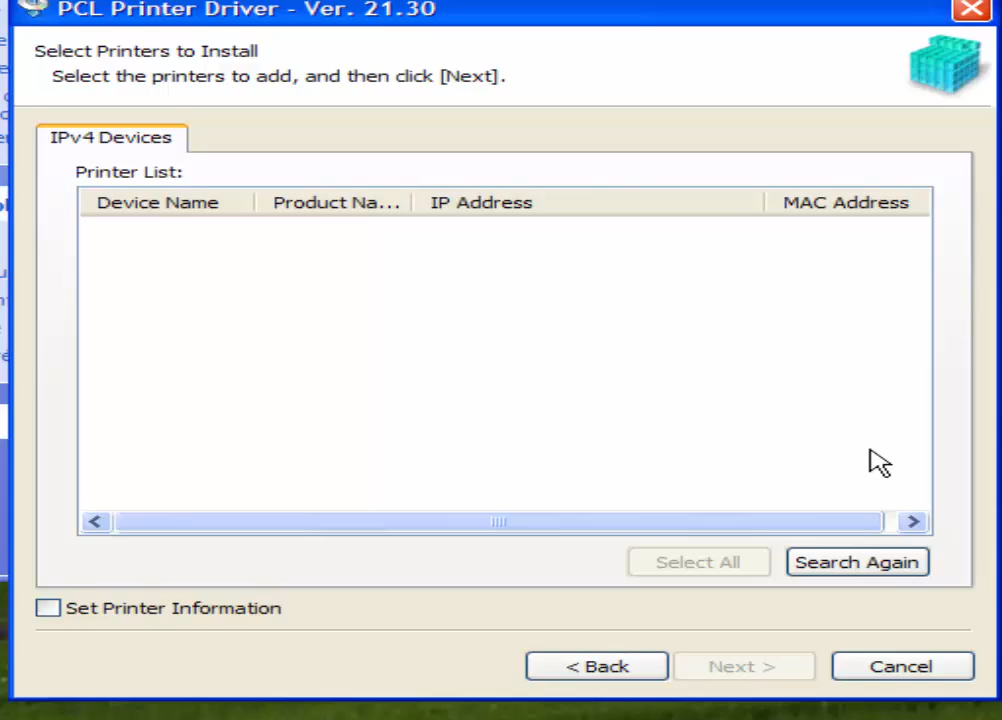 PCL Printer Driver - Ver. 21.30
Select Printers to Install
Select the printers to add, and then click [Next].
IPv4 Devices
Printer List:
Device Name Product Na... IP Address MAC Address
Select All Search Again
Set Printer Information
< Back Next > Cancel